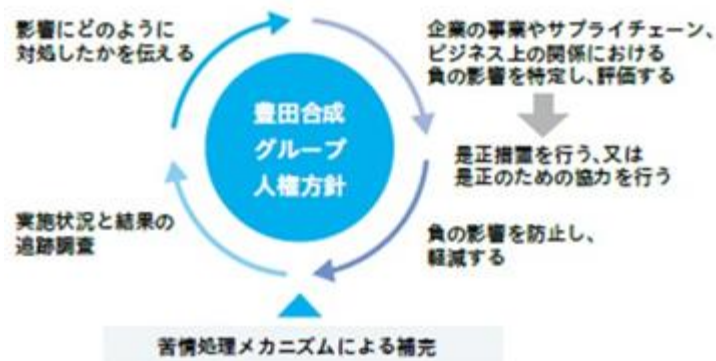 影響にどのように
対処したかを伝える
企業の事業やサプライチェーン、
ビジネス上の関係における
負の影響を特定し、評価する
豊田合成
グループ
人権方針
是正措置を行う、又は
是正のための協力を行う
実施状況と結果の
追跡調査
負の影響を防止し、
軽減する
苦情処理メカニズムによる補完